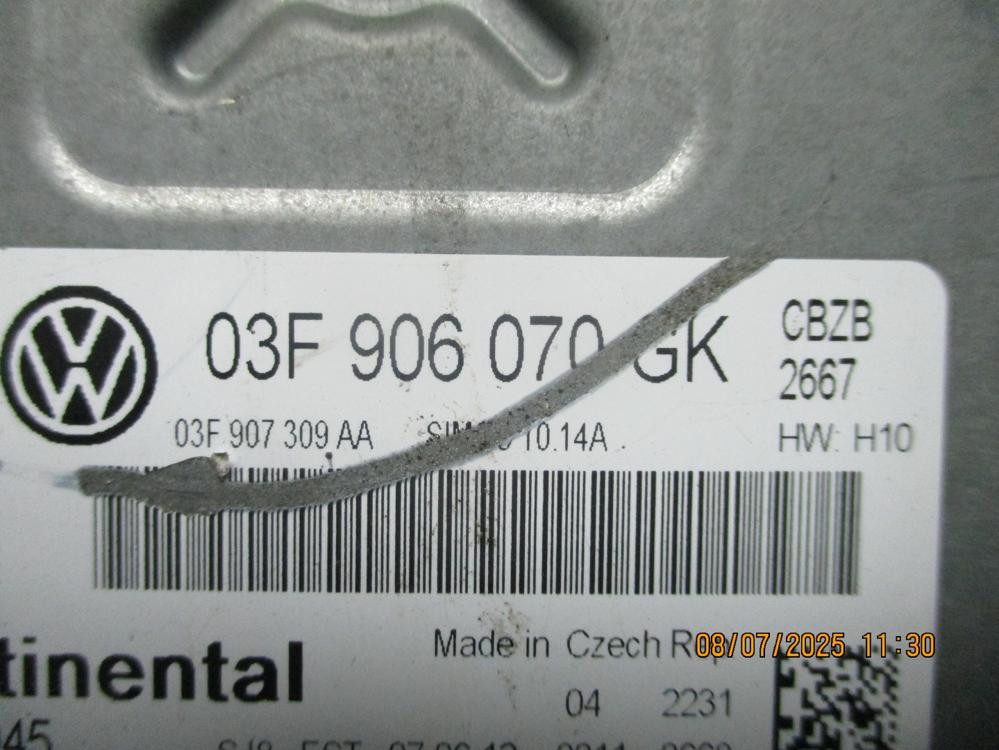 03F 906 070 GK
CBZB
2667
03F 907 309 AA 10.14A
HW: H10
tinental
Made in Czech
08/07/2025 11:30
04 2231